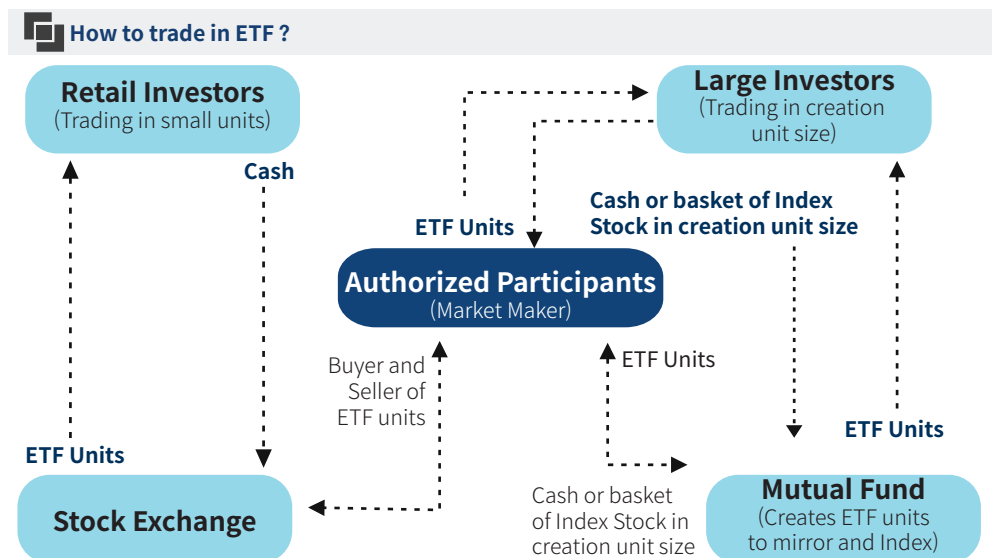 How to trade in ETF ?
Retail Investors
(Trading in small units)
Large Investors
(Trading in creation
unit size)
Cash
ETF Units
Cash or basket of Index
Stock in creation unit size
Authorized Participants
(Market Maker)
Buyer and
Seller of
ETF units
ETF Units
ETF Units
ETF Units
Stock Exchange
Cash or basket
of Index Stock in
creation unit size
Mutual Fund
(Creates ETF units
to mirror and Index)